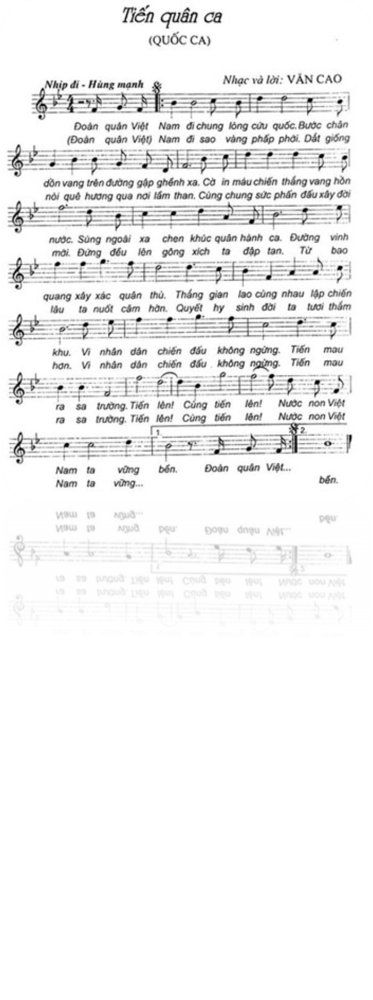 Tiến quân ca
(QUỐC CA)
Nhịp đi - Hùng mạnh
Nhạc và lời: VĂN CAO
Đoàn quân Việt Nam đi chung lòng cứu quốc. Bước chân
(Đoàn quân Việt) Nam đi sao vàng phấp phới. Dắt giống
dồn vang trên đường gập ghềnh xa. Cờ in máu chiến thắng vang hồn
nòi quê hương qua nơi lầm than. Cùng chung sức phấn đấu xây đời
nước. Súng ngoài xa chen khúc quân hành ca. Đường vinh
mới. Đứng đều lên gông xích ta đập tan. Từ bao
quang xây xác quân thù. Thắng gian lao cùng nhau lập chiến
lâu ta nuốt căm hờn. Quyết hy sinh đời ta tươi thắm
khu. Vì nhân dân chiến đấu không ngừng. Tiến mau
hơn. Vì nhân dân chiến đấu không ngừng. Tiến mau
ra sa trường. Tiến lên! Cùng tiến lên! Nước non Việt
ra sa trường. Tiến lên! Cùng tiến lên! Nước non Việt
1. 2.
Nam ta vững bền. Đoàn quân Việt...
Nam ta vững... bền.